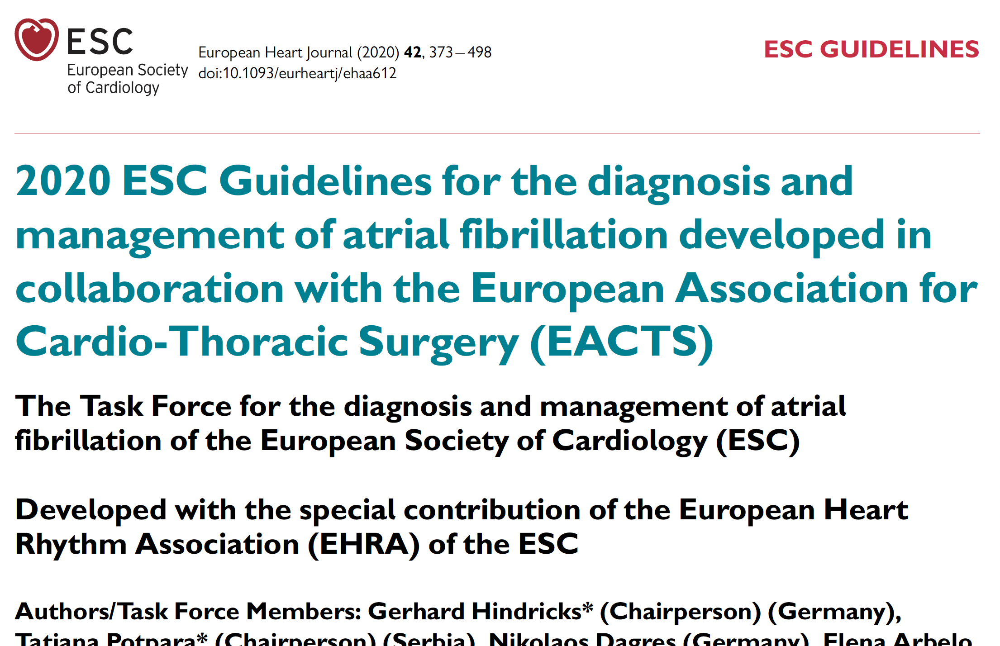 ESC
European Society
of Cardiology
European Heart Journal (2020) 42, 373–498
doi:10.1093/eurheartj/ehaa612
ESC GUIDELINES
2020 ESC Guidelines for the diagnosis and
management of atrial fibrillation developed in
collaboration with the European Association for
Cardio-Thoracic Surgery (EACTS)
The Task Force for the diagnosis and management of atrial
fibrillation of the European Society of Cardiology (ESC)
Developed with the special contribution of the European Heart
Rhythm Association (EHRA) of the ESC
Authors/Task Force Members: Gerhard Hindricks* (Chairperson) (Germany),
Tatjana Potpara* (Chairperson) (Serbia), Nikolaos Dagres (Germany), Elena Arbelo